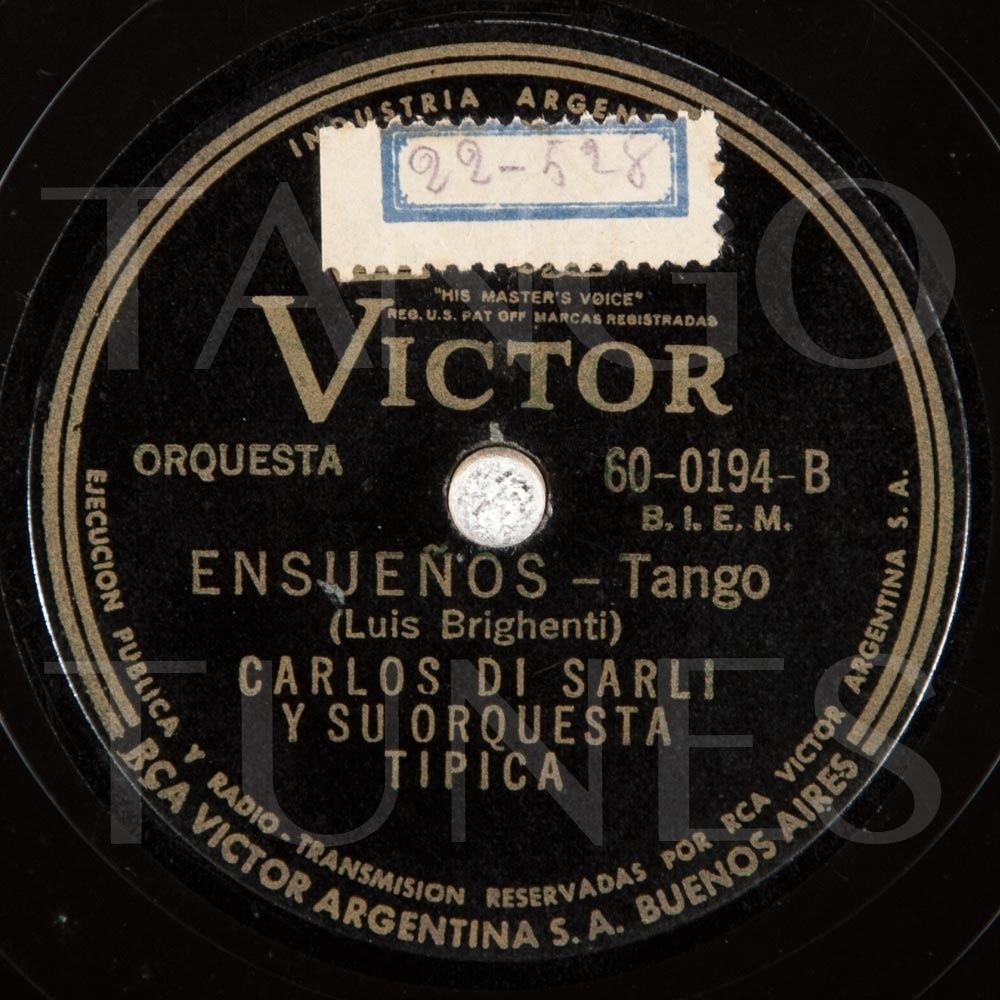 INDUSTRIA ARGEN
22-528
"HIS MASTER'S VOICE"
REG. U.S. PAT OFF MARCAS REGISTRADAS
VICTOR
ORQUESTA
60-0194-B
B. I. E. M.
ENSUEÑOS - Tango
(Luis Brighenti)
CARLOS DI SARLI
Y SU ORQUESTA
TIPICA
EJECUCION PUBLICA Y RADIO-TRANSMISION RESERVADAS POR RCA VICTOR ARGENTINA S. A.
RCA VICTOR ARGENTINA S. A. BUENOS AIRES
TANGO
TUNES